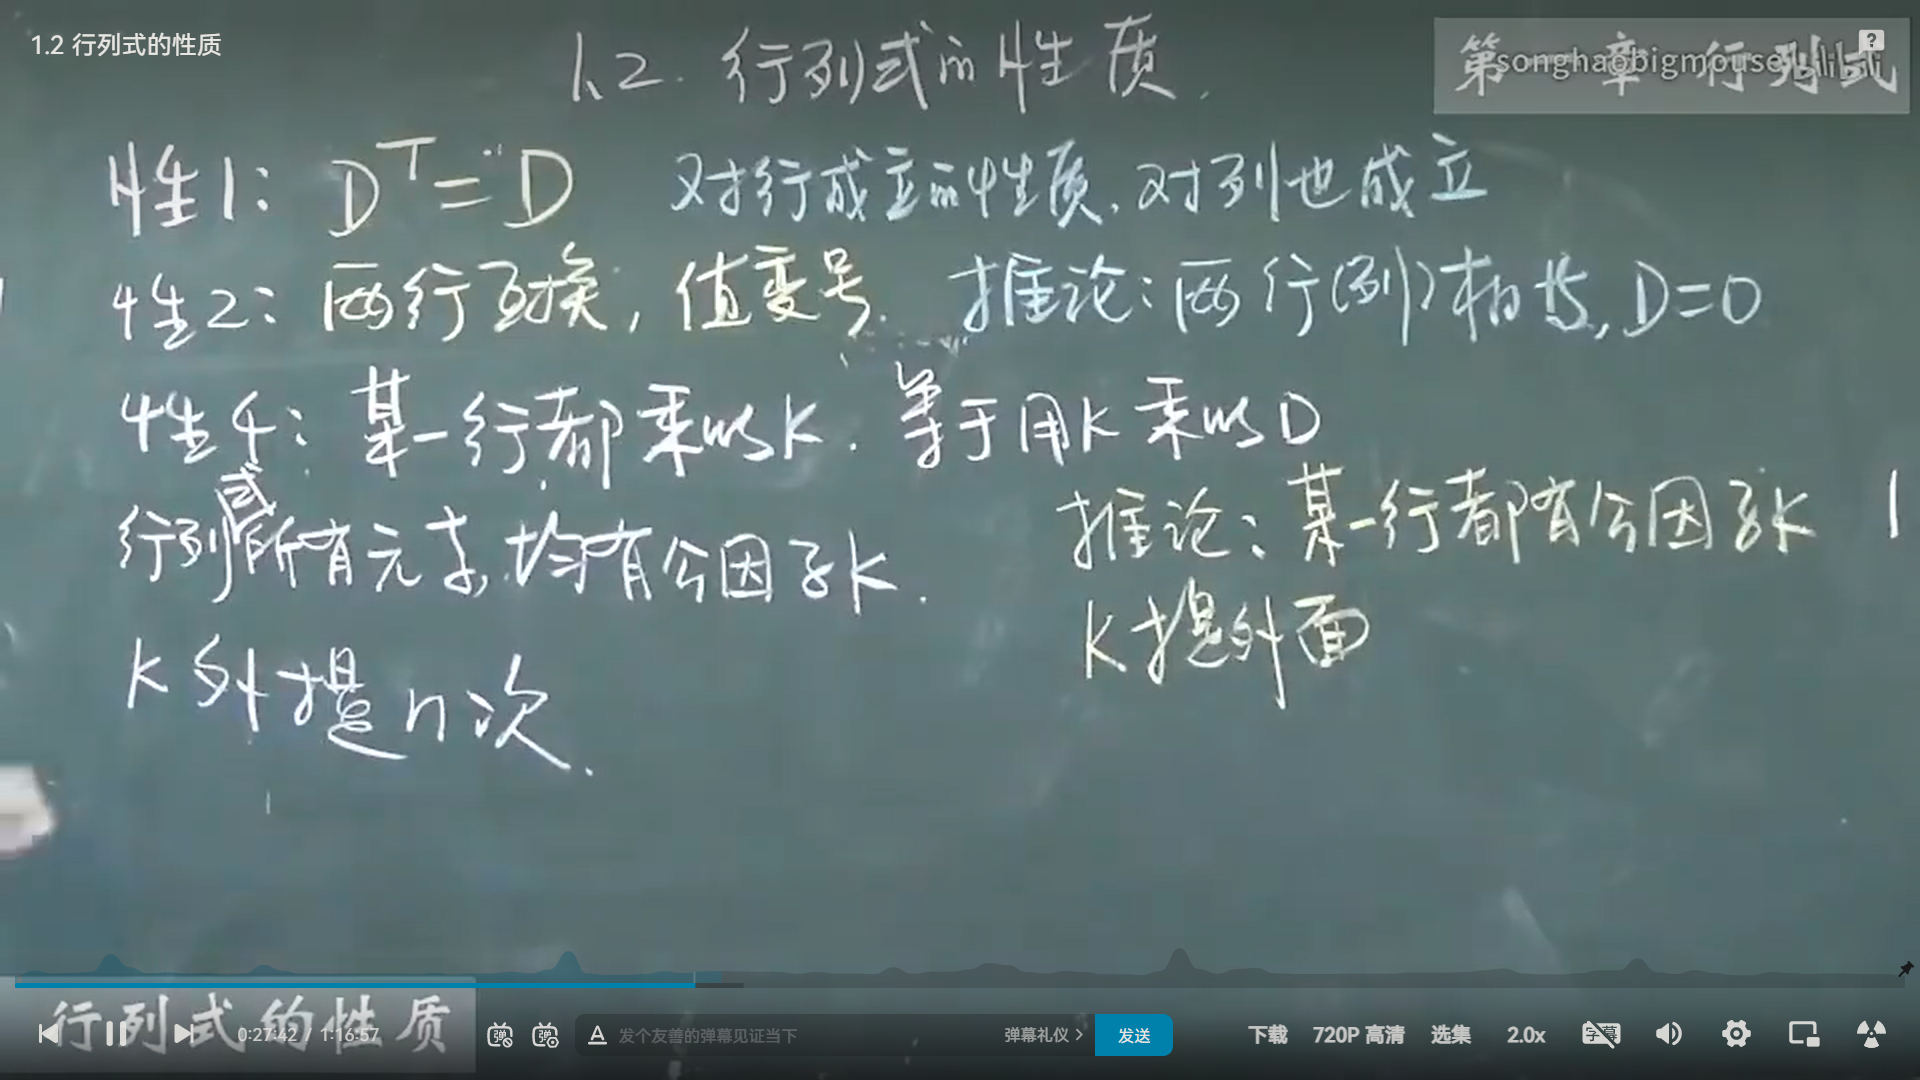 1.2 行列式的性质
1.2. 行列式的性质.
第一章 行列式
songhaobigmouse bilibili
性1: D^T = D 对行成立的性质, 对列也成立
性2: 两行互换, 值变号. 推论: 两行(列)相等, D=0
性4: 某一行都乘以K. 等于用K乘以D
行列式所有元素, 均有公因子K.
推论: 某一行都有公因子K
K提外面
K外提n次.
行列式的性质
0:27:42 / 1:16:57
弹
弹
A 发个友善的弹幕见证当下
弹幕礼仪 >
发送
下载
720P 高清
选集
2.0x
字幕